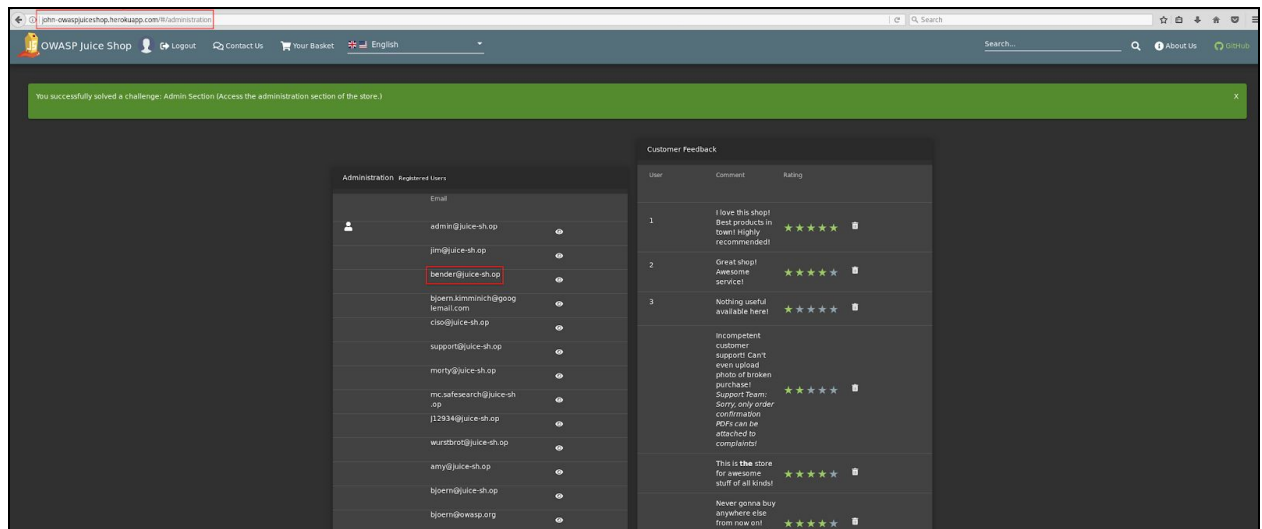 john-owaspjuiceshop.herokuapp.com/#/administration
Search
OWASP Juice Shop
Logout
Contact Us
Your Basket
English
Search...
About Us
GitHub
You successfully solved a challenge: Admin Section (Access the administration section of the store.)
X
Administration Registered Users
Email
admin@juice-sh.op
jim@juice-sh.op
bender@juice-sh.op
bjoern.kimminich@goog
lemail.com
ciso@juice-sh.op
support@juice-sh.op
morty@juice-sh.op
mc.safesearch@juice-sh
.op
J12934@juice-sh.op
wurstbrot@juice-sh.op
amy@juice-sh.op
bjoern@juice-sh.op
bjoern@owasp.org
Customer Feedback
User Comment Rating
1
I love this shop!
Best products in
town! Highly
recommended!
2
Great shop!
Awesome
service!
3
Nothing useful
available here!
Incompetent
customer
support! Can't
even upload
photo of broken
purchase!
Support Team:
Sorry, only order
confirmation
PDFs can be
attached to
complaints!
This is the store
for awesome
stuff of all kinds!
Never gonna buy
anywhere else
from now on!